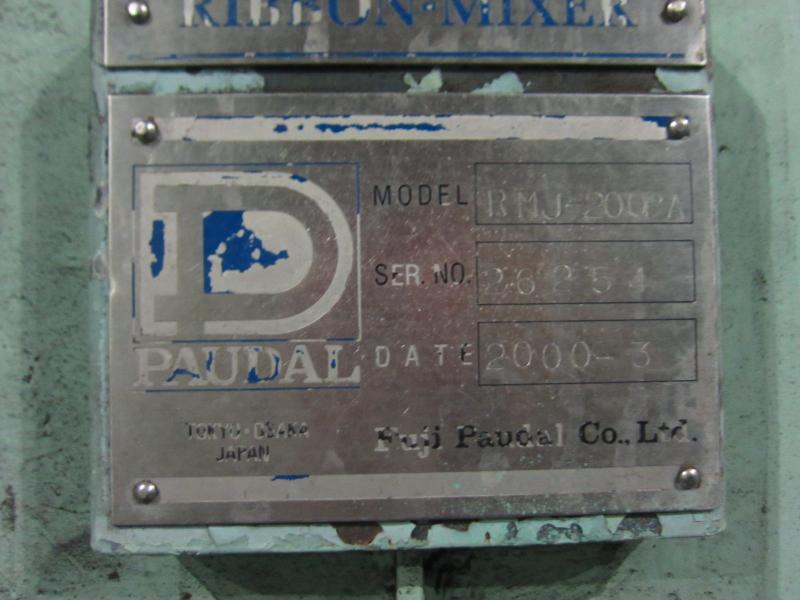 RIBBON-MIXER
MODEL RMJ-200PA
SER. NO. 26254
PAUDAL
DATE 2000-3
TOKYO-OSAKA
JAPAN
Fuji Paudal Co., Ltd.